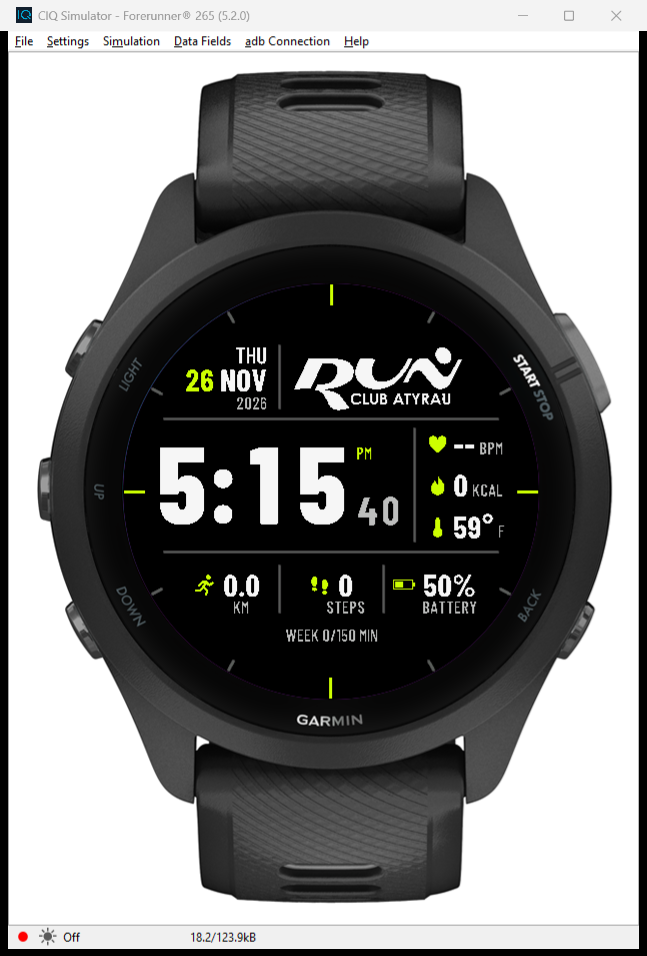 CIQ Simulator - Forerunner® 265 (5.2.0)
File Settings Simulation Data Fields adb Connection Help
LIGHT
START STOP
UP
DOWN
BACK
THU
26 NOV
2026
RUN
CLUB ATYRAU
5:15 PM
40
-- BPM
0 KCAL
59° F
0.0
KM
0
STEPS
50%
BATTERY
WEEK 0/150 MIN
GARMIN
Off 18.2/123.9kB